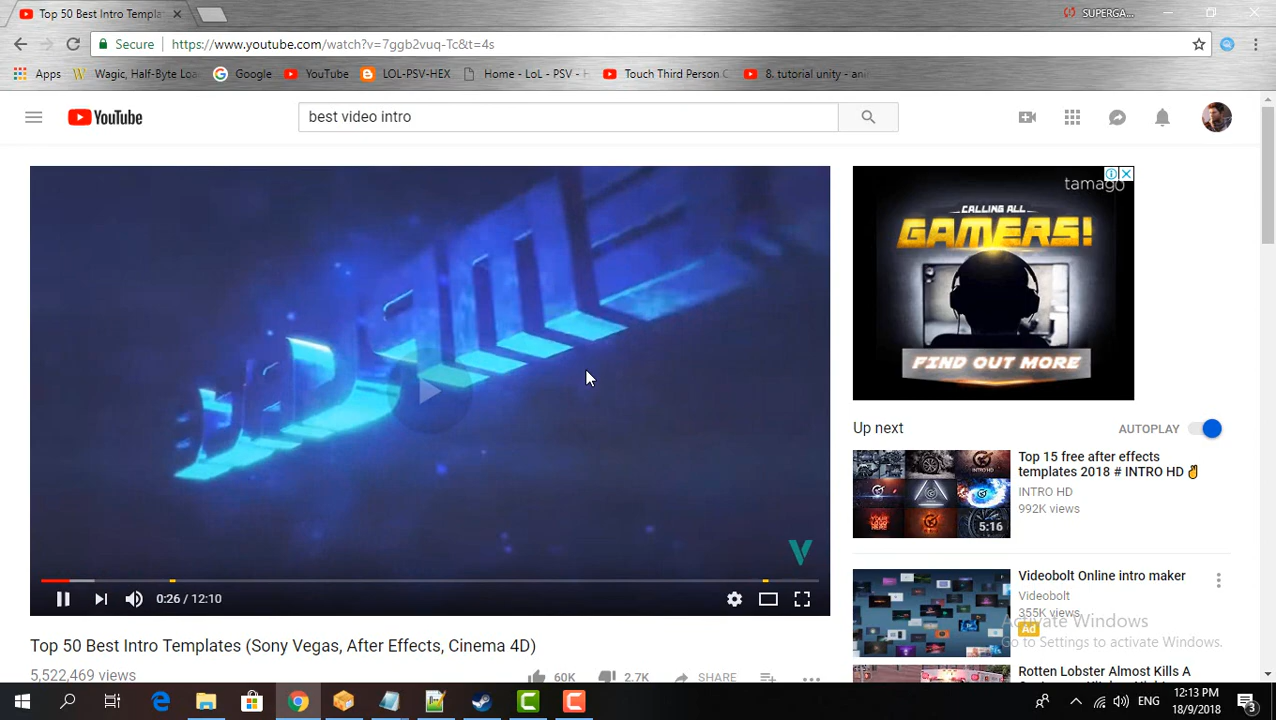 Top 50 Best Intro Templat
SUPERGA...
Secure
https://www.youtube.com/watch?v=7ggb2vuq-Tc&t=4s
Apps
Wagic, Half-Byte Loa
Google
YouTube
LOL-PSV-HEX
Home - LoL - PSV - H
Touch Third Person C
8. tutorial unity - ani
YouTube
best video intro
tamago
CALLING ALL
GAMERS!
FIND OUT MORE
Up next
AUTOPLAY
Top 15 free after effects
templates 2018 # INTRO HD
INTRO HD
992K views
5:16
Videobolt Online intro maker
Videobolt
355K views
Ad
Activate Windows
Go to Settings to activate Windows.
Rotten Lobster Almost Kills A
V
0:26 / 12:10
Top 50 Best Intro Templates (Sony Vegas, After Effects, Cinema 4D)
5,522,469 views
60K
2.7K
SHARE
ENG
12:13 PM
18/9/2018
3